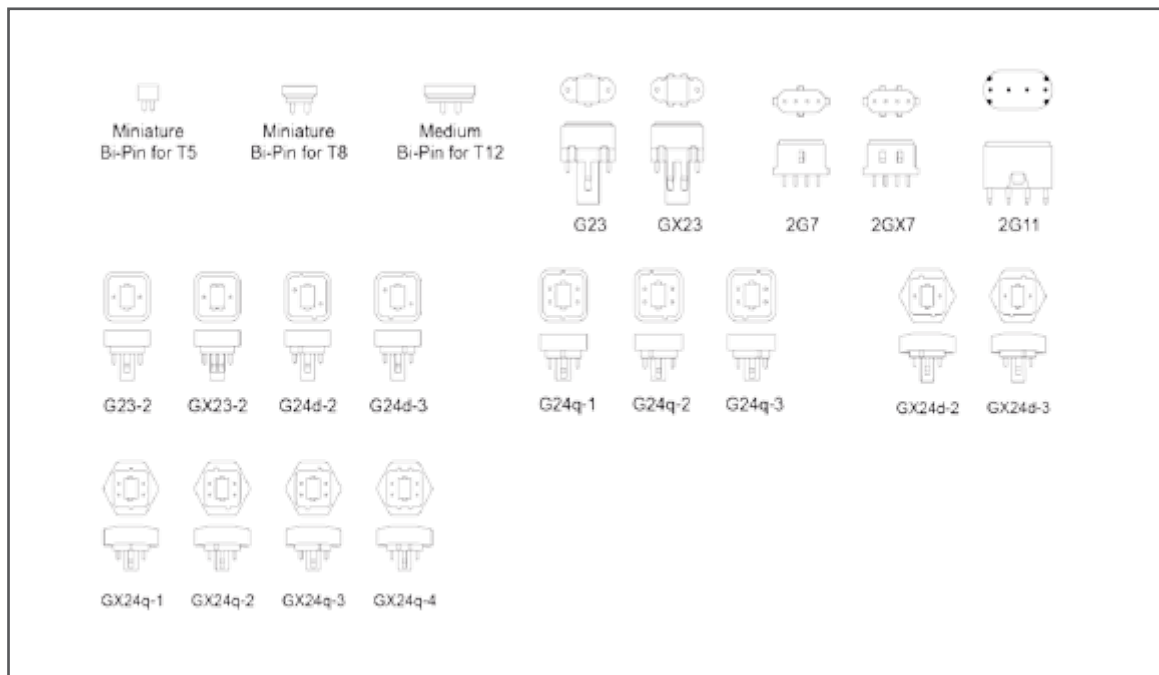 Miniature
Bi-Pin for T5
Miniature
Bi-Pin for T8
Medium
Bi-Pin for T12
G23
GX23
2G7
2GX7
2G11
G23-2
GX23-2
G24d-2
G24d-3
G24q-1
G24q-2
G24q-3
GX24d-2
GX24d-3
GX24q-1
GX24q-2
GX24q-3
GX24q-4